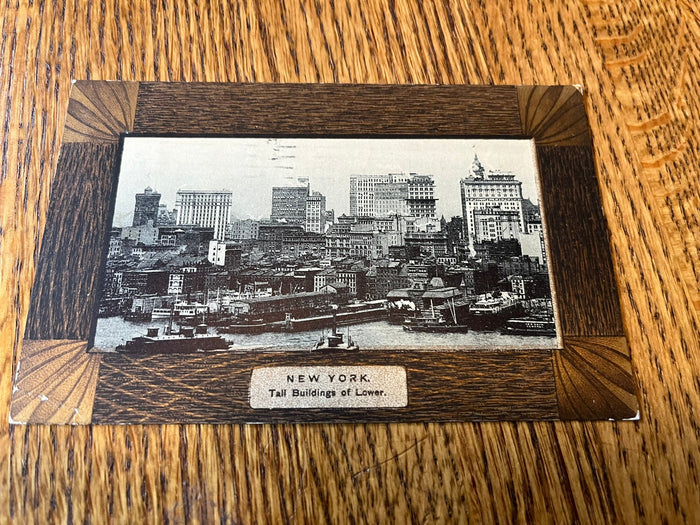 NEW YORK.
Tall Buildings of Lower.